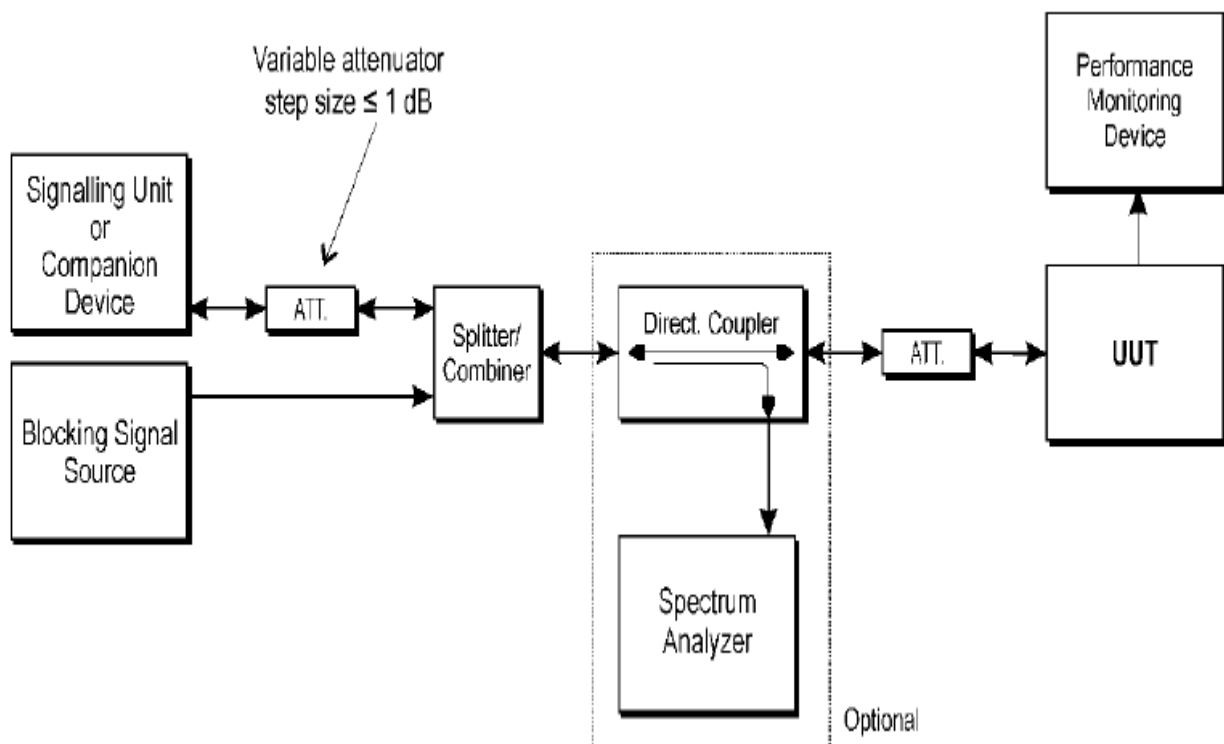 Variable attenuator
step size ≤ 1 dB
Performance
Monitoring
Device
Signalling Unit
or
Companion
Device
ATT.
Splitter/
Combiner
Direct. Coupler
ATT.
UUT
Blocking Signal
Source
Spectrum
Analyzer
Optional